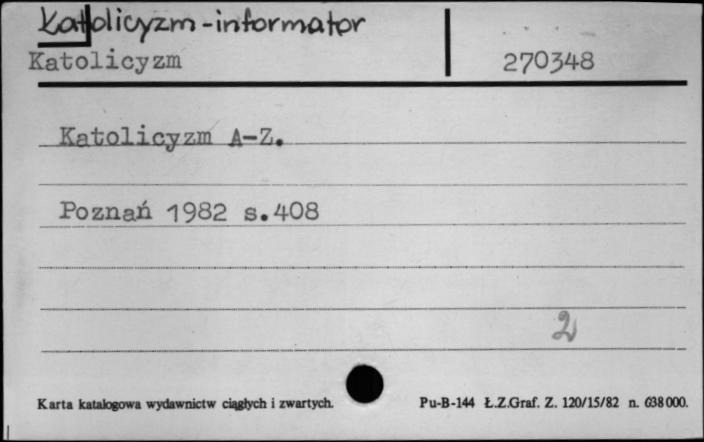 Katolicyzm-informator
Katolicyzm 270348
Katolicyzm A-Z.
Poznań 1982 s.408
2
Karta katalogowa wydawnictw ciągłych i zwartych. Pu-B-144 Ł.Z.Graf. Z. 120/15/82 n. 638000.